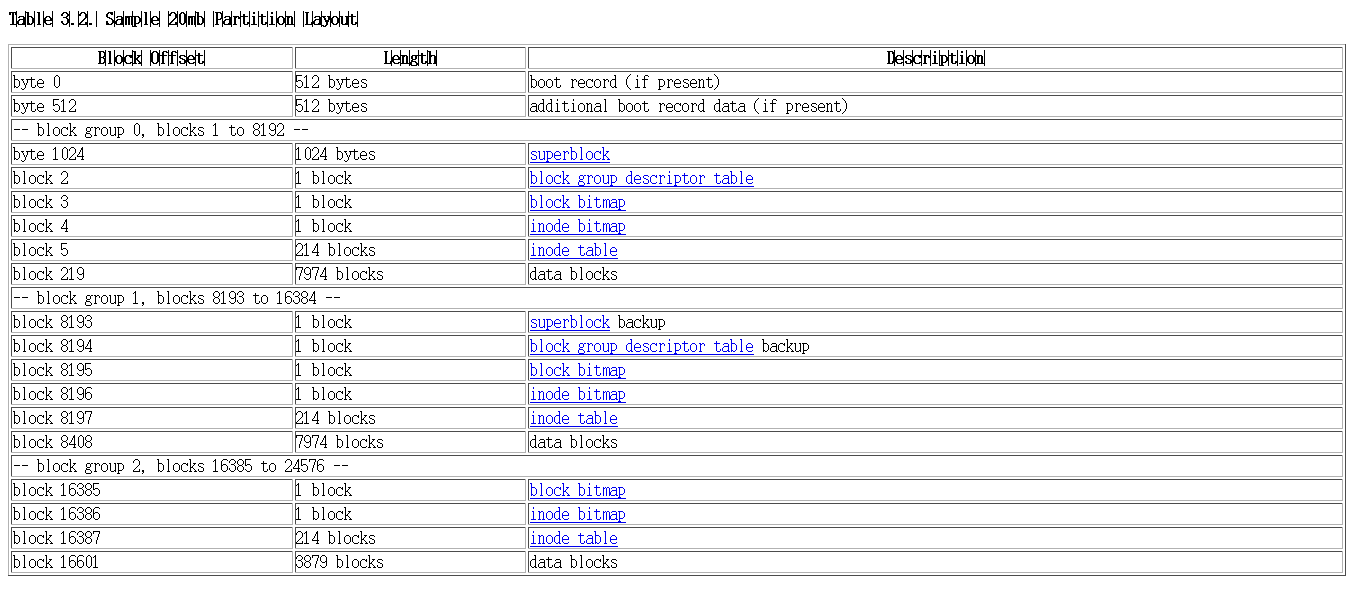 Table 3.2. Sample 20mb Partition Layout
Block Offset Length Description
byte 0 512 bytes boot record (if present)
byte 512 512 bytes additional boot record data (if present)
-- block group 0, blocks 1 to 8192 --
byte 1024 1024 bytes superblock
block 2 1 block block group descriptor table
block 3 1 block block bitmap
block 4 1 block inode bitmap
block 5 214 blocks inode table
block 219 7974 blocks data blocks
-- block group 1, blocks 8193 to 16384 --
block 8193 1 block superblock backup
block 8194 1 block block group descriptor table backup
block 8195 1 block block bitmap
block 8196 1 block inode bitmap
block 8197 214 blocks inode table
block 8408 7974 blocks data blocks
-- block group 2, blocks 16385 to 24576 --
block 16385 1 block block bitmap
block 16386 1 block inode bitmap
block 16387 214 blocks inode table
block 16601 3879 blocks data blocks